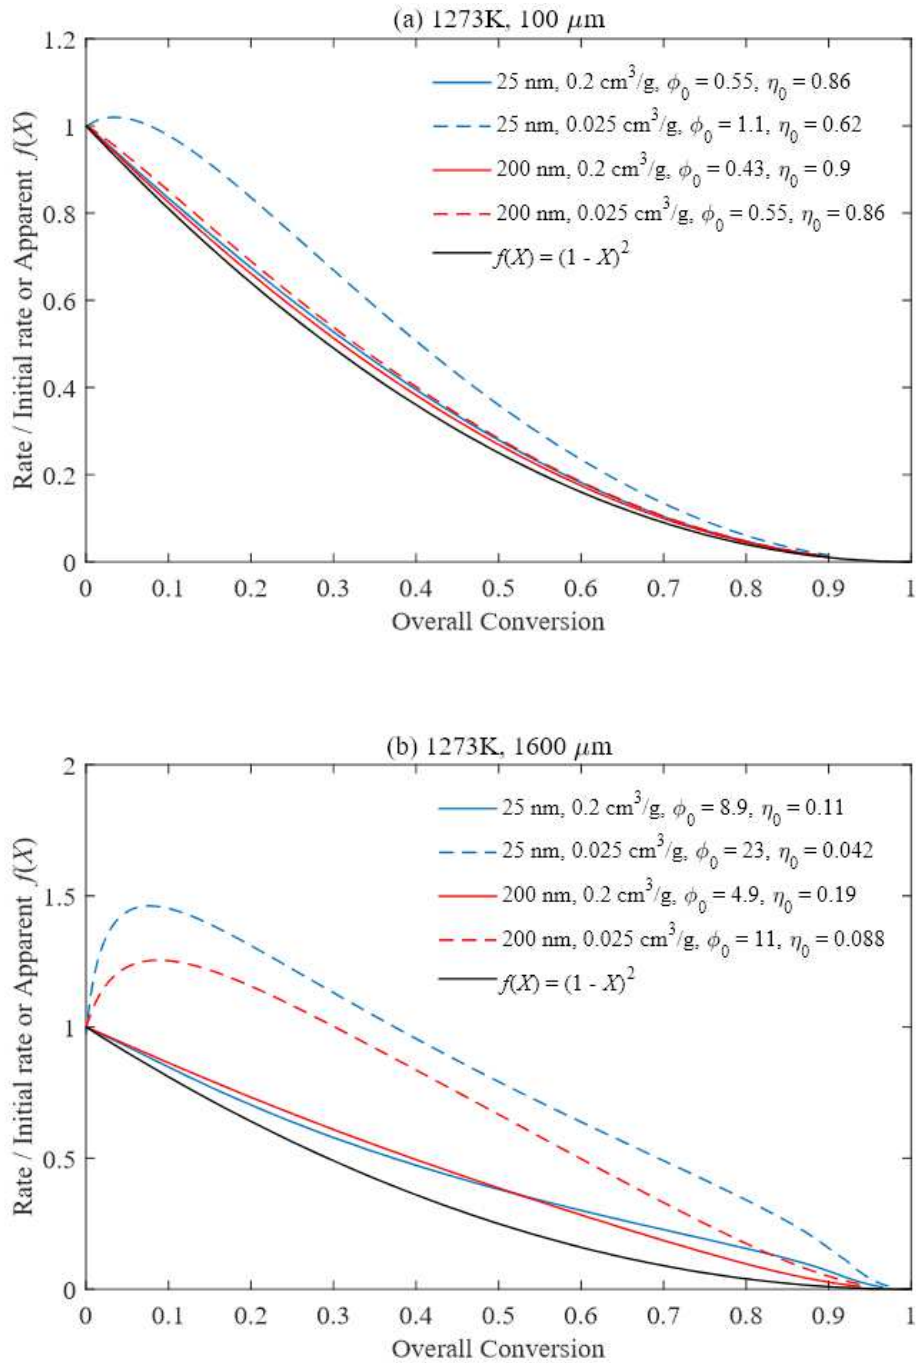 (a) 1273K, 100 μm
1.2
1
0.8
0.6
0.4
0.2
0
Rate / Initial rate or Apparent f(X)
25 nm, 0.2 cm³/g, ϕ₀ = 0.55, η₀ = 0.86
25 nm, 0.025 cm³/g, ϕ₀ = 1.1, η₀ = 0.62
200 nm, 0.2 cm³/g, ϕ₀ = 0.43, η₀ = 0.9
200 nm, 0.025 cm³/g, ϕ₀ = 0.55, η₀ = 0.86
f(X) = (1 - X)²
0 0.1 0.2 0.3 0.4 0.5 0.6 0.7 0.8 0.9 1
Overall Conversion
(b) 1273K, 1600 μm
2
1.5
1
0.5
0
Rate / Initial rate or Apparent f(X)
25 nm, 0.2 cm³/g, ϕ₀ = 8.9, η₀ = 0.11
25 nm, 0.025 cm³/g, ϕ₀ = 23, η₀ = 0.042
200 nm, 0.2 cm³/g, ϕ₀ = 4.9, η₀ = 0.19
200 nm, 0.025 cm³/g, ϕ₀ = 11, η₀ = 0.088
f(X) = (1 - X)²
0 0.1 0.2 0.3 0.4 0.5 0.6 0.7 0.8 0.9 1
Overall Conversion